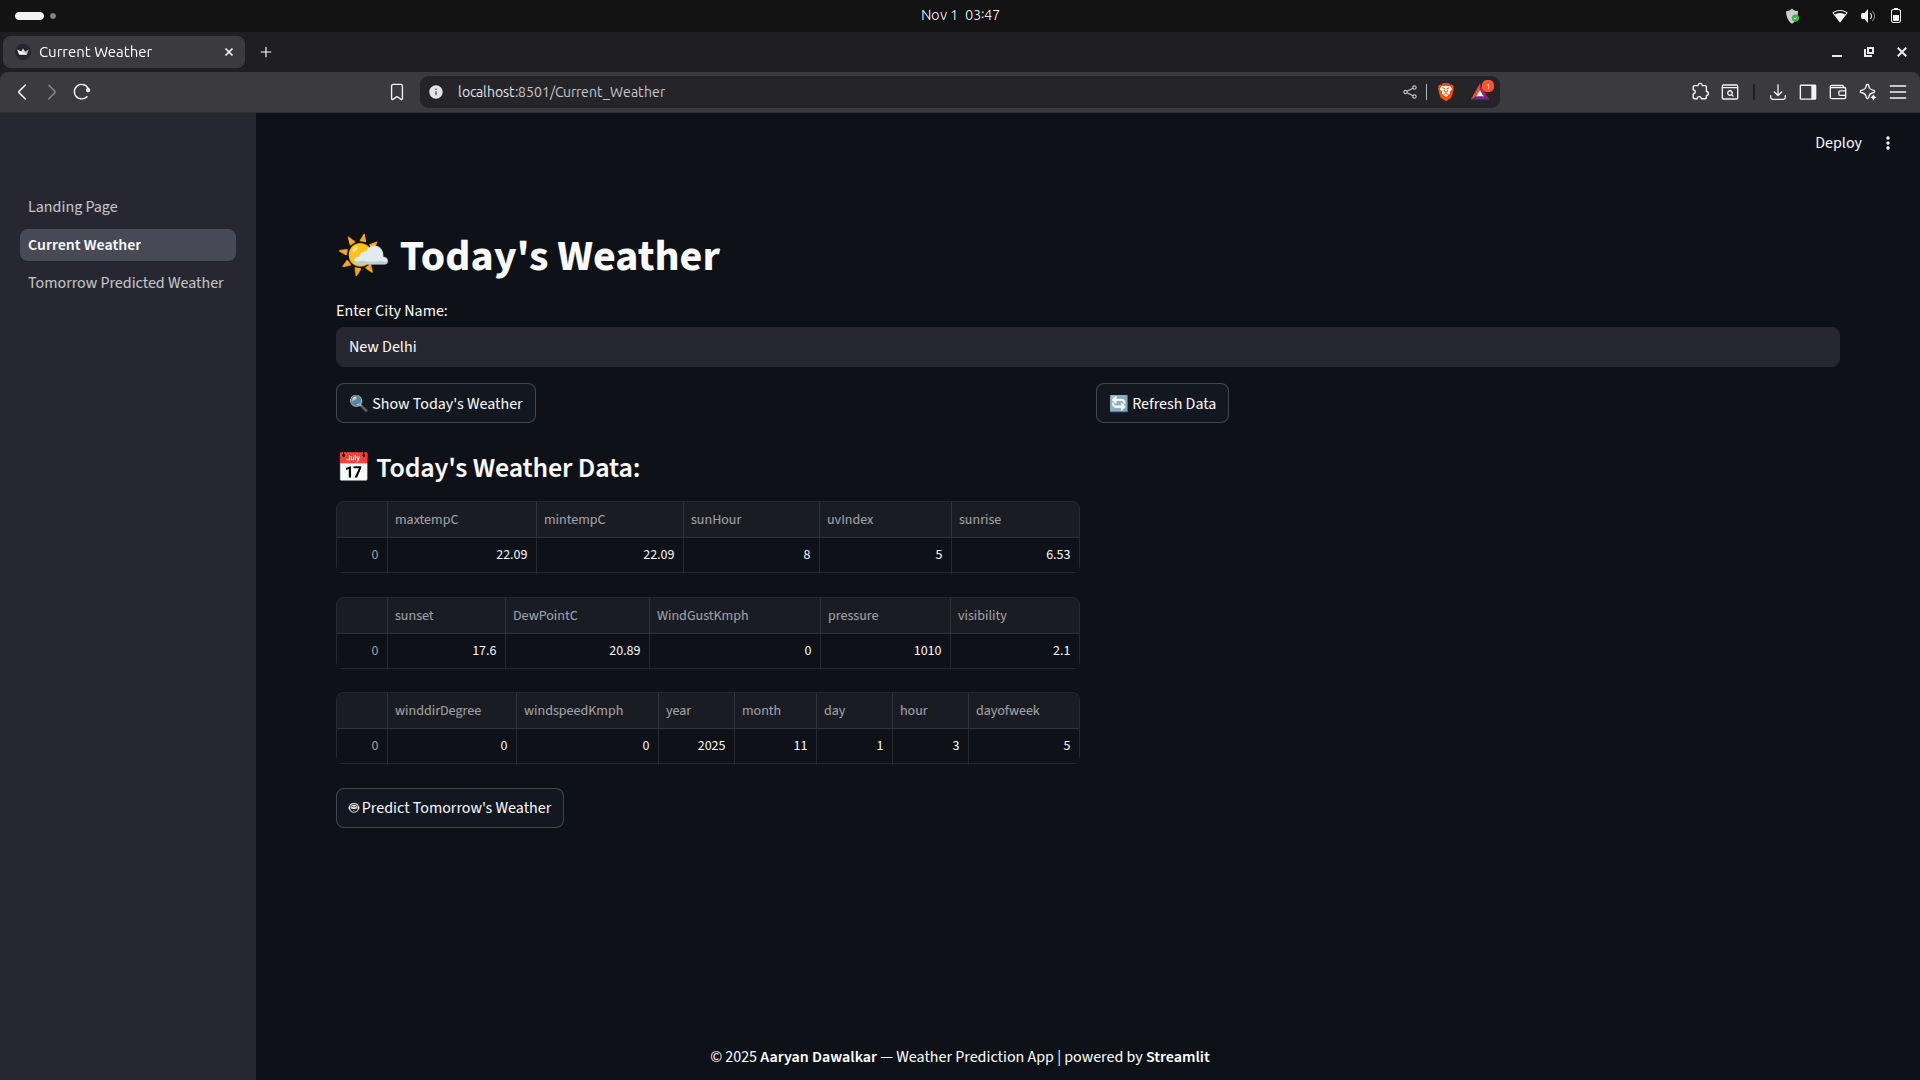 Nov 1 03:47
Current Weather
localhost:8501/Current_Weather
1
Deploy
Landing Page
Current Weather
Tomorrow Predicted Weather
Today's Weather
Enter City Name:
New Delhi
Show Today's Weather
Refresh Data
July
17
Today's Weather Data:
maxtempC mintempC sunHour uvIndex sunrise
0 22.09 22.09 8 5 6.53
sunset DewPointC WindGustKmph pressure visibility
0 17.6 20.89 0 1010 2.1
winddirDegree windspeedKmph year month day hour dayofweek
0 0 0 2025 11 1 3 5
Predict Tomorrow's Weather
© 2025 Aaryan Dawalkar — Weather Prediction App | powered by Streamlit